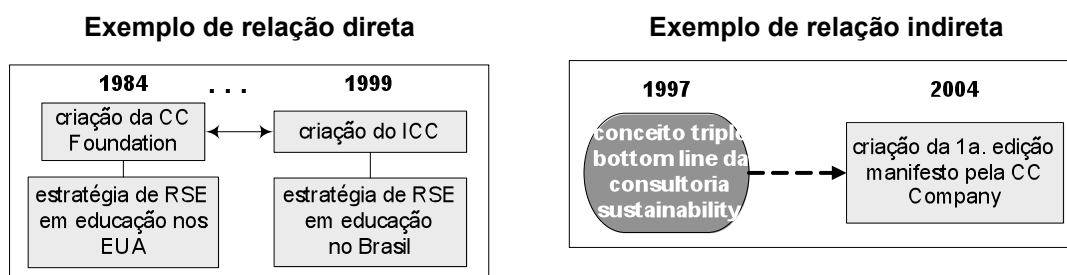 Exemplo de relação direta
1984 . . . 1999
criação da CC
Foundation
criação do ICC
estratégia de RSE
em educação nos
EUA
estratégia de RSE
em educação
no Brasil
Exemplo de relação indireta
1997
2004
conceito triple
bottom line da
consultoria
sustainability
criação da 1a. edição
manifesto pela CC
Company